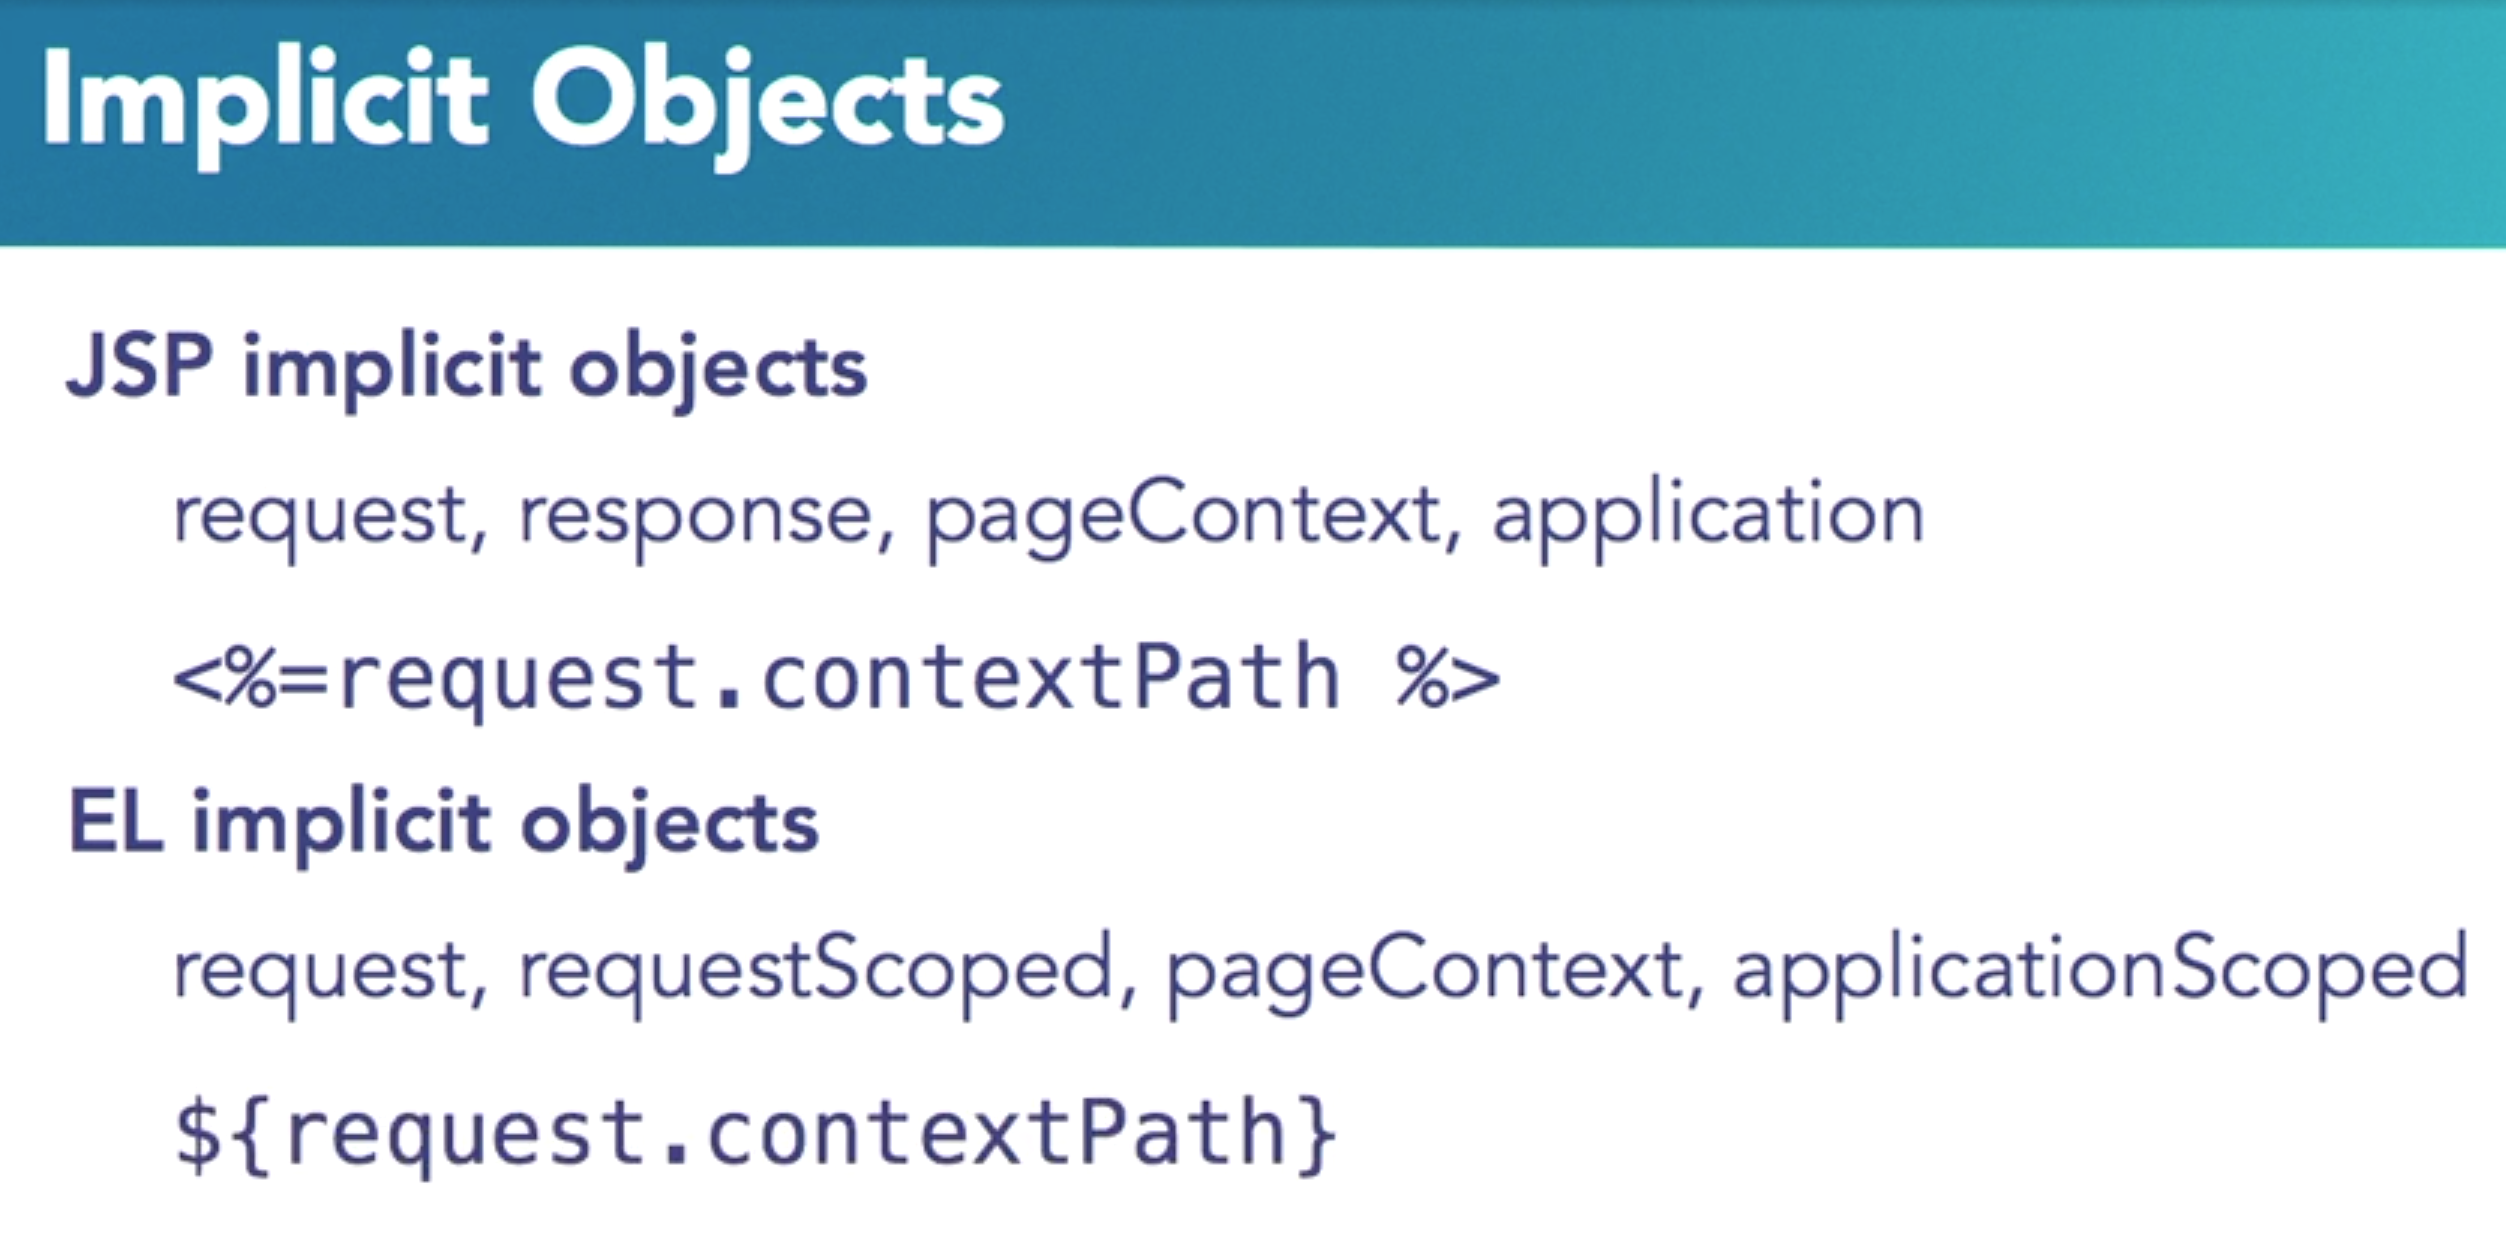 Implicit Objects
JSP implicit objects
request, response, pageContext, application
<%=request.contextPath %>
EL implicit objects
request, requestScoped, pageContext, applicationScoped
${request.contextPath}